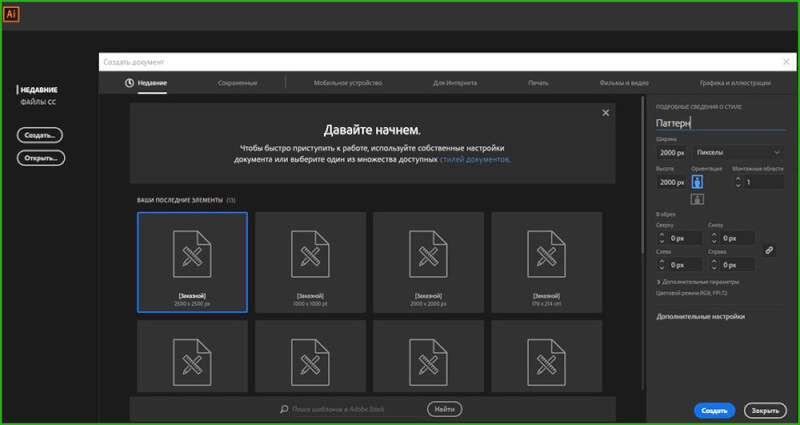 Ai
Создать документ
Недавние
Сохраненные
Мобильное устройство
Для Интернета
Печать
Фильмы и видео
Графика и иллюстрации
НЕДАВНИЕ
ФАЙЛЫ CC
Создать...
Открыть...
Давайте начнем.
Чтобы быстро приступить к работе, используйте собственные настройки
документа или выберите один из множества доступных стилей документов.
ВАШИ ПОСЛЕДНИЕ ЭЛЕМЕНТЫ (13)
[Заказной]
2500 x 2500 px
[Заказной]
1000 x 1000 pt
[Заказной]
2000 x 2000 px
[Заказной]
179 x 214 cm
Поиск шаблонов в Adobe Stock
Найти
ПОДРОБНЫЕ СВЕДЕНИЯ О СТИЛЕ
Паттерн
Ширина
2000 px
Пикселы
Высота
Ориентация
Монтажные области
2000 px
1
В обрез
Сверху
Снизу
0 px
0 px
Слева
Справа
0 px
0 px
Дополнительные параметры
Цветовой режим:RGB, PPI:72
Дополнительные настройки
Создать
Закрыть